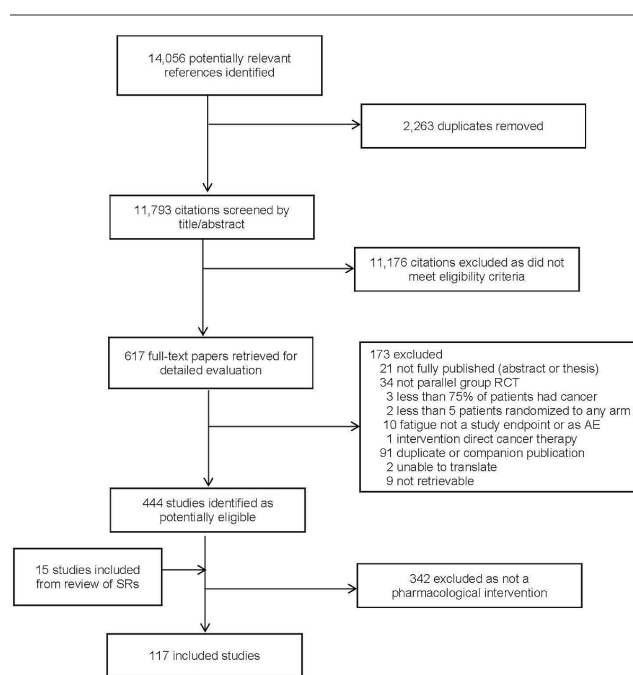 14,056 potentially relevant
references identified
2,263 duplicates removed
11,793 citations screened by
title/abstract
11,176 citations excluded as did not
meet eligibility criteria
617 full-text papers retrieved for
detailed evaluation
173 excluded
21 not fully published (abstract or thesis)
34 not parallel group RCT
3 less than 75% of patients had cancer
2 less than 5 patients randomized to any arm
10 fatigue not a study endpoint or as AE
1 intervention direct cancer therapy
91 duplicate or companion publication
2 unable to translate
9 not retrievable
444 studies identified as
potentially eligible
15 studies included
from review of SRs
342 excluded as not a
pharmacological intervention
117 included studies